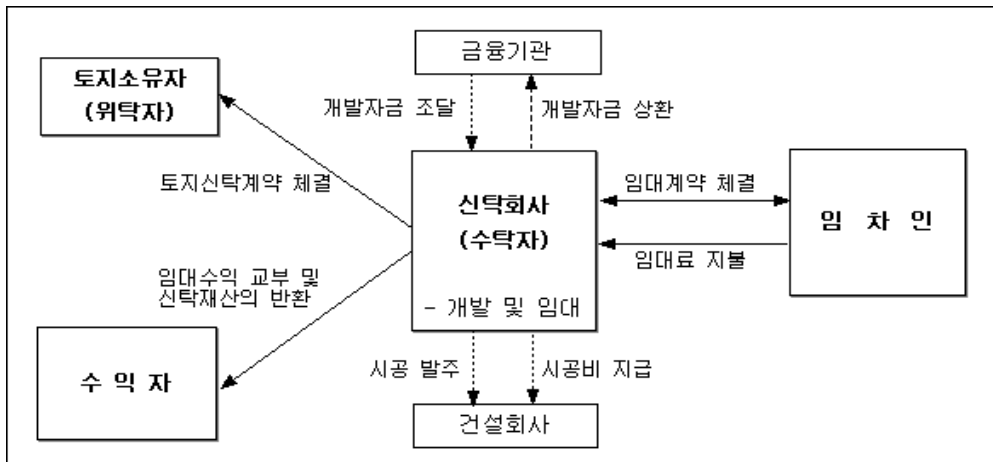 금융기관
토지소유자
(위탁자)
개발자금 조달
개발자금 상환
토지신탁계약 체결
신탁회사
(수탁자)
- 개발 및 임대
임대계약 체결
임대료 지불
임 차 인
임대수익 교부 및
신탁재산의 반환
수 익 자
시공 발주
시공비 지급
건설회사